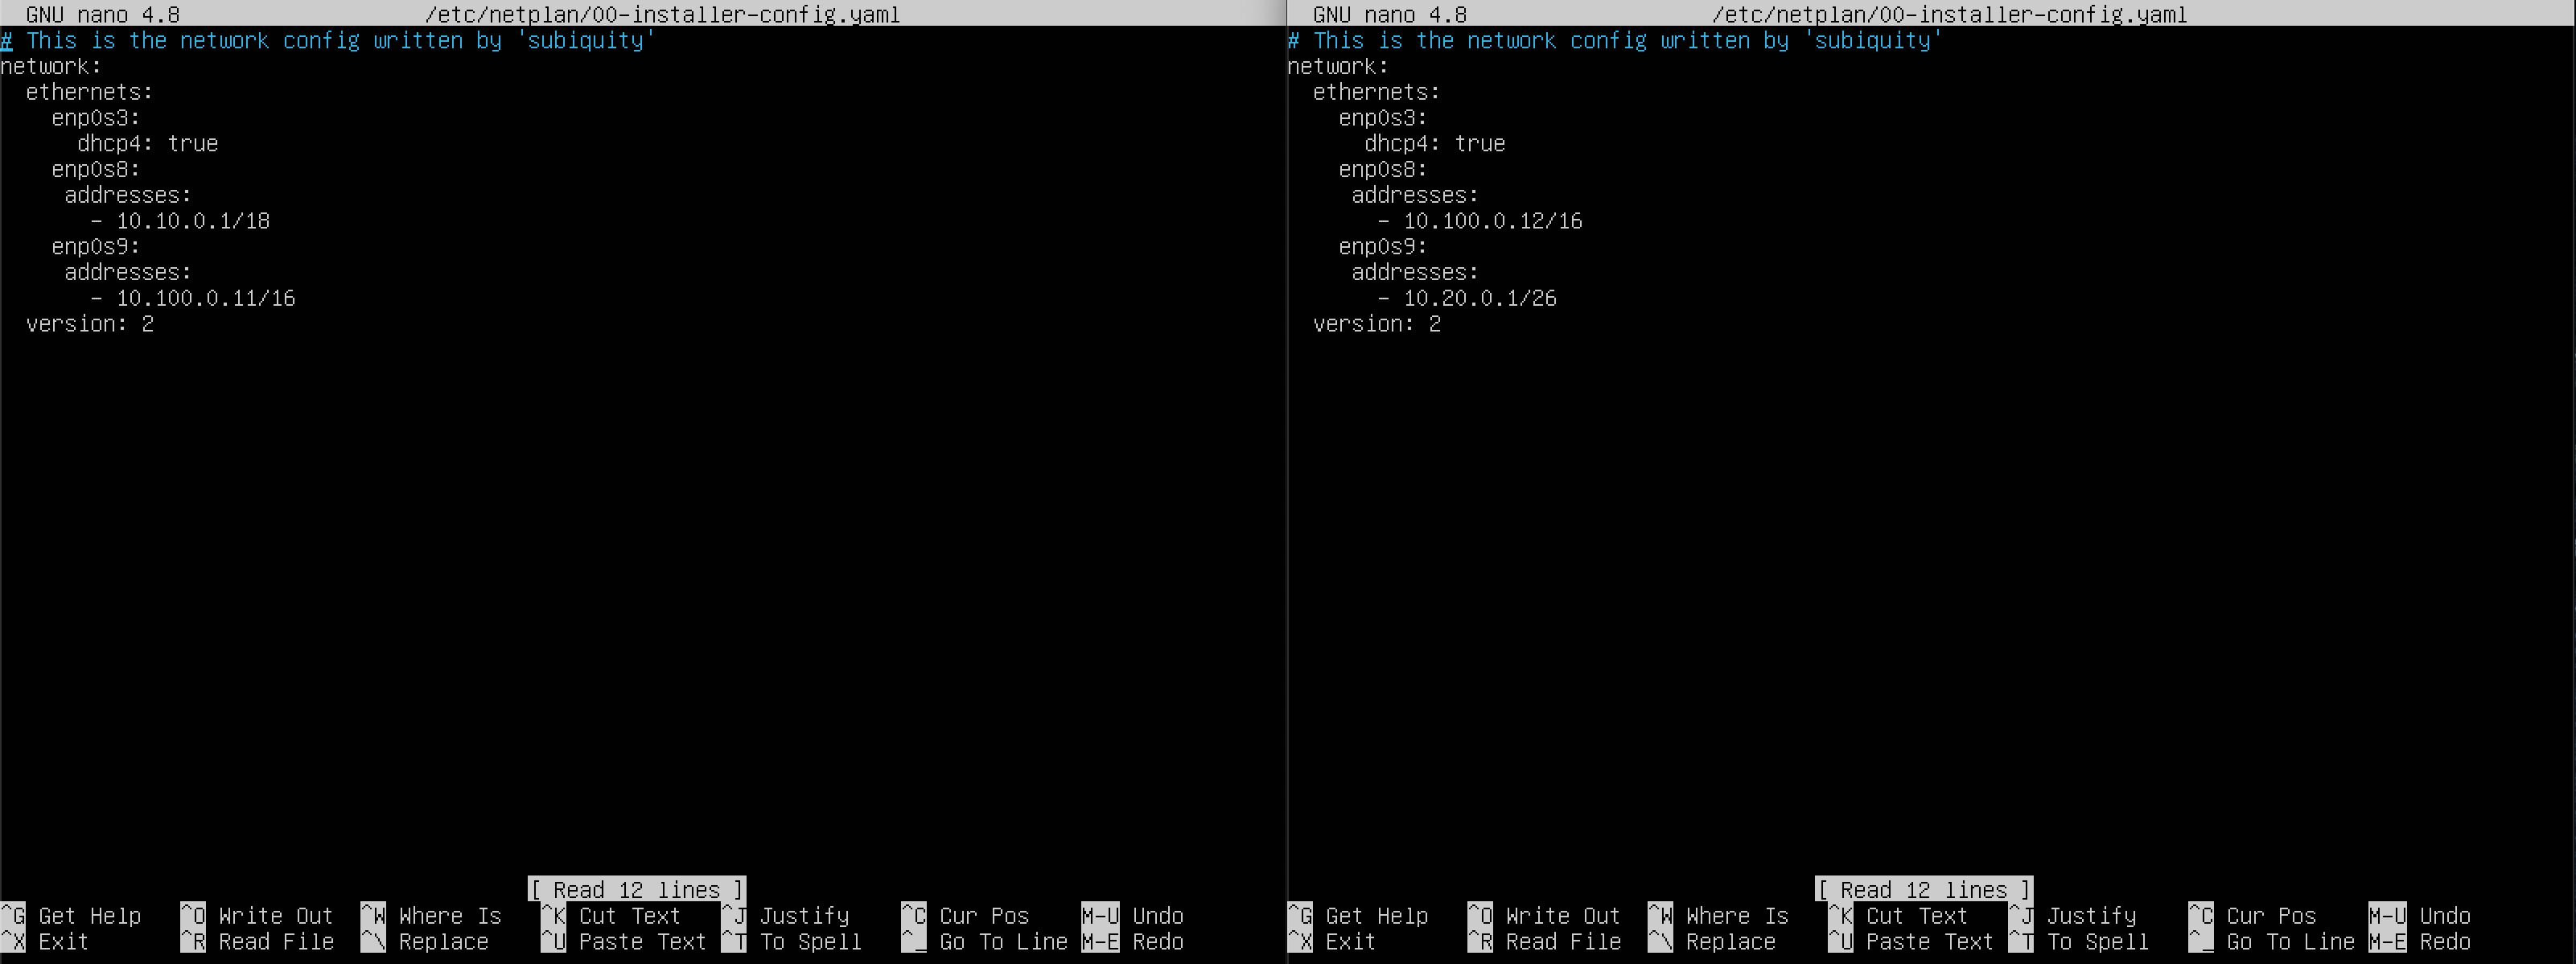 GNU nano 4.8 /etc/netplan/00-installer-config.yaml
# This is the network config written by 'subiquity'
network:
  ethernets:
    enp0s3:
      dhcp4: true
    enp0s8:
     addresses:
       - 10.10.0.1/18
    enp0s9:
     addresses:
       - 10.100.0.11/16
  version: 2
[ Read 12 lines ]
^G Get Help ^O Write Out ^W Where Is ^K Cut Text ^J Justify ^C Cur Pos M-U Undo
^X Exit ^R Read File ^\ Replace ^U Paste Text ^T To Spell ^_ Go To Line M-E Redo
GNU nano 4.8 /etc/netplan/00-installer-config.yaml
# This is the network config written by 'subiquity'
network:
  ethernets:
    enp0s3:
      dhcp4: true
    enp0s8:
     addresses:
       - 10.100.0.12/16
    enp0s9:
     addresses:
       - 10.20.0.1/26
  version: 2
[ Read 12 lines ]
^G Get Help ^O Write Out ^W Where Is ^K Cut Text ^J Justify ^C Cur Pos M-U Undo
^X Exit ^R Read File ^\ Replace ^U Paste Text ^T To Spell ^_ Go To Line M-E Redo